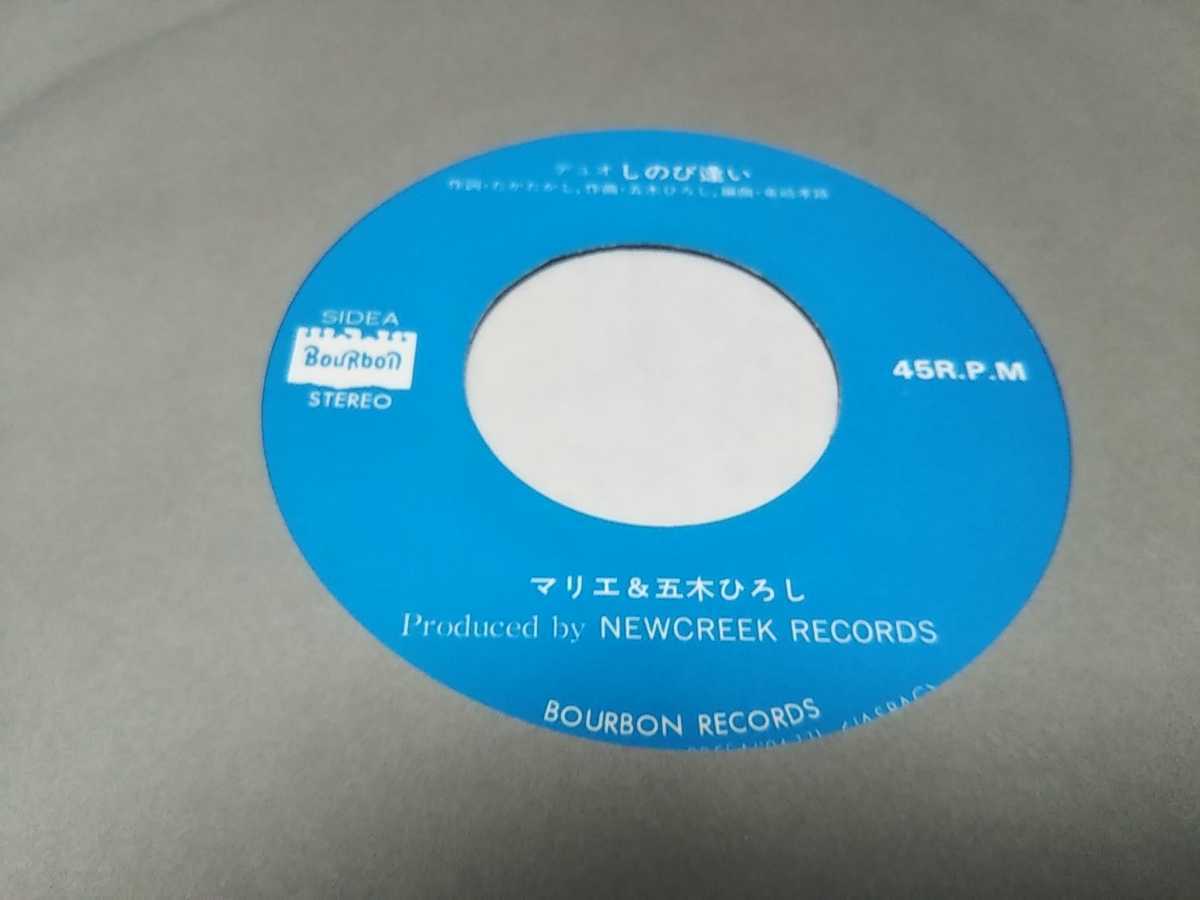 デュオ しのび逢い
作詞・たかたかし, 作曲・五木ひろし, 編曲・竜崎孝路
SIDEA
BOURbon
STEREO
45R.P.M
マリエ&五木ひろし
Produced by NEWCREEK RECORDS
BOURBON RECORDS
(JASRAC)